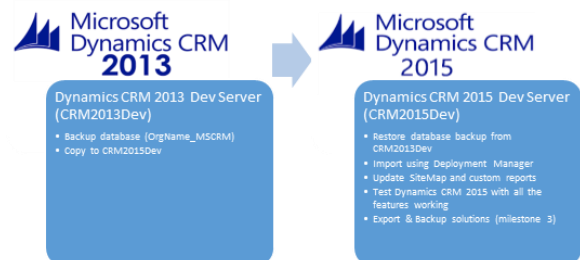 Microsoft
Dynamics CRM
2013
Dynamics CRM 2013 Dev Server
(CRM2013Dev)
• Backup database (OrgName_MSCRM)
• Copy to CRM2015Dev
Microsoft
Dynamics CRM
2015
Dynamics CRM 2015 Dev Server
(CRM2015Dev)
• Restore database backup from
CRM2013Dev
• Import using Deployment Manager
• Update SiteMap and custom reports
• Test Dynamics CRM 2015 with all the
features working
• Export & Backup solutions (milestone 3)